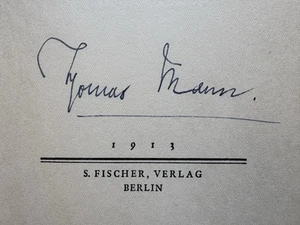 Thomas Mann.
1913
S. FISCHER, VERLAG
BERLIN